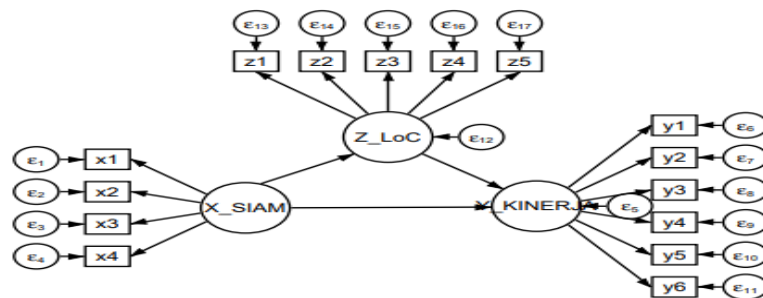 ε13 ε14 ε15 ε16 ε17
z1 z2 z3 z4 z5
Z_LoC ε12
ε1 x1
ε2 x2
ε3 x3
ε4 x4
X_SIAM
Y_KINERJA ε5
y1 ε6
y2 ε7
y3 ε8
y4 ε9
y5 ε10
y6 ε11